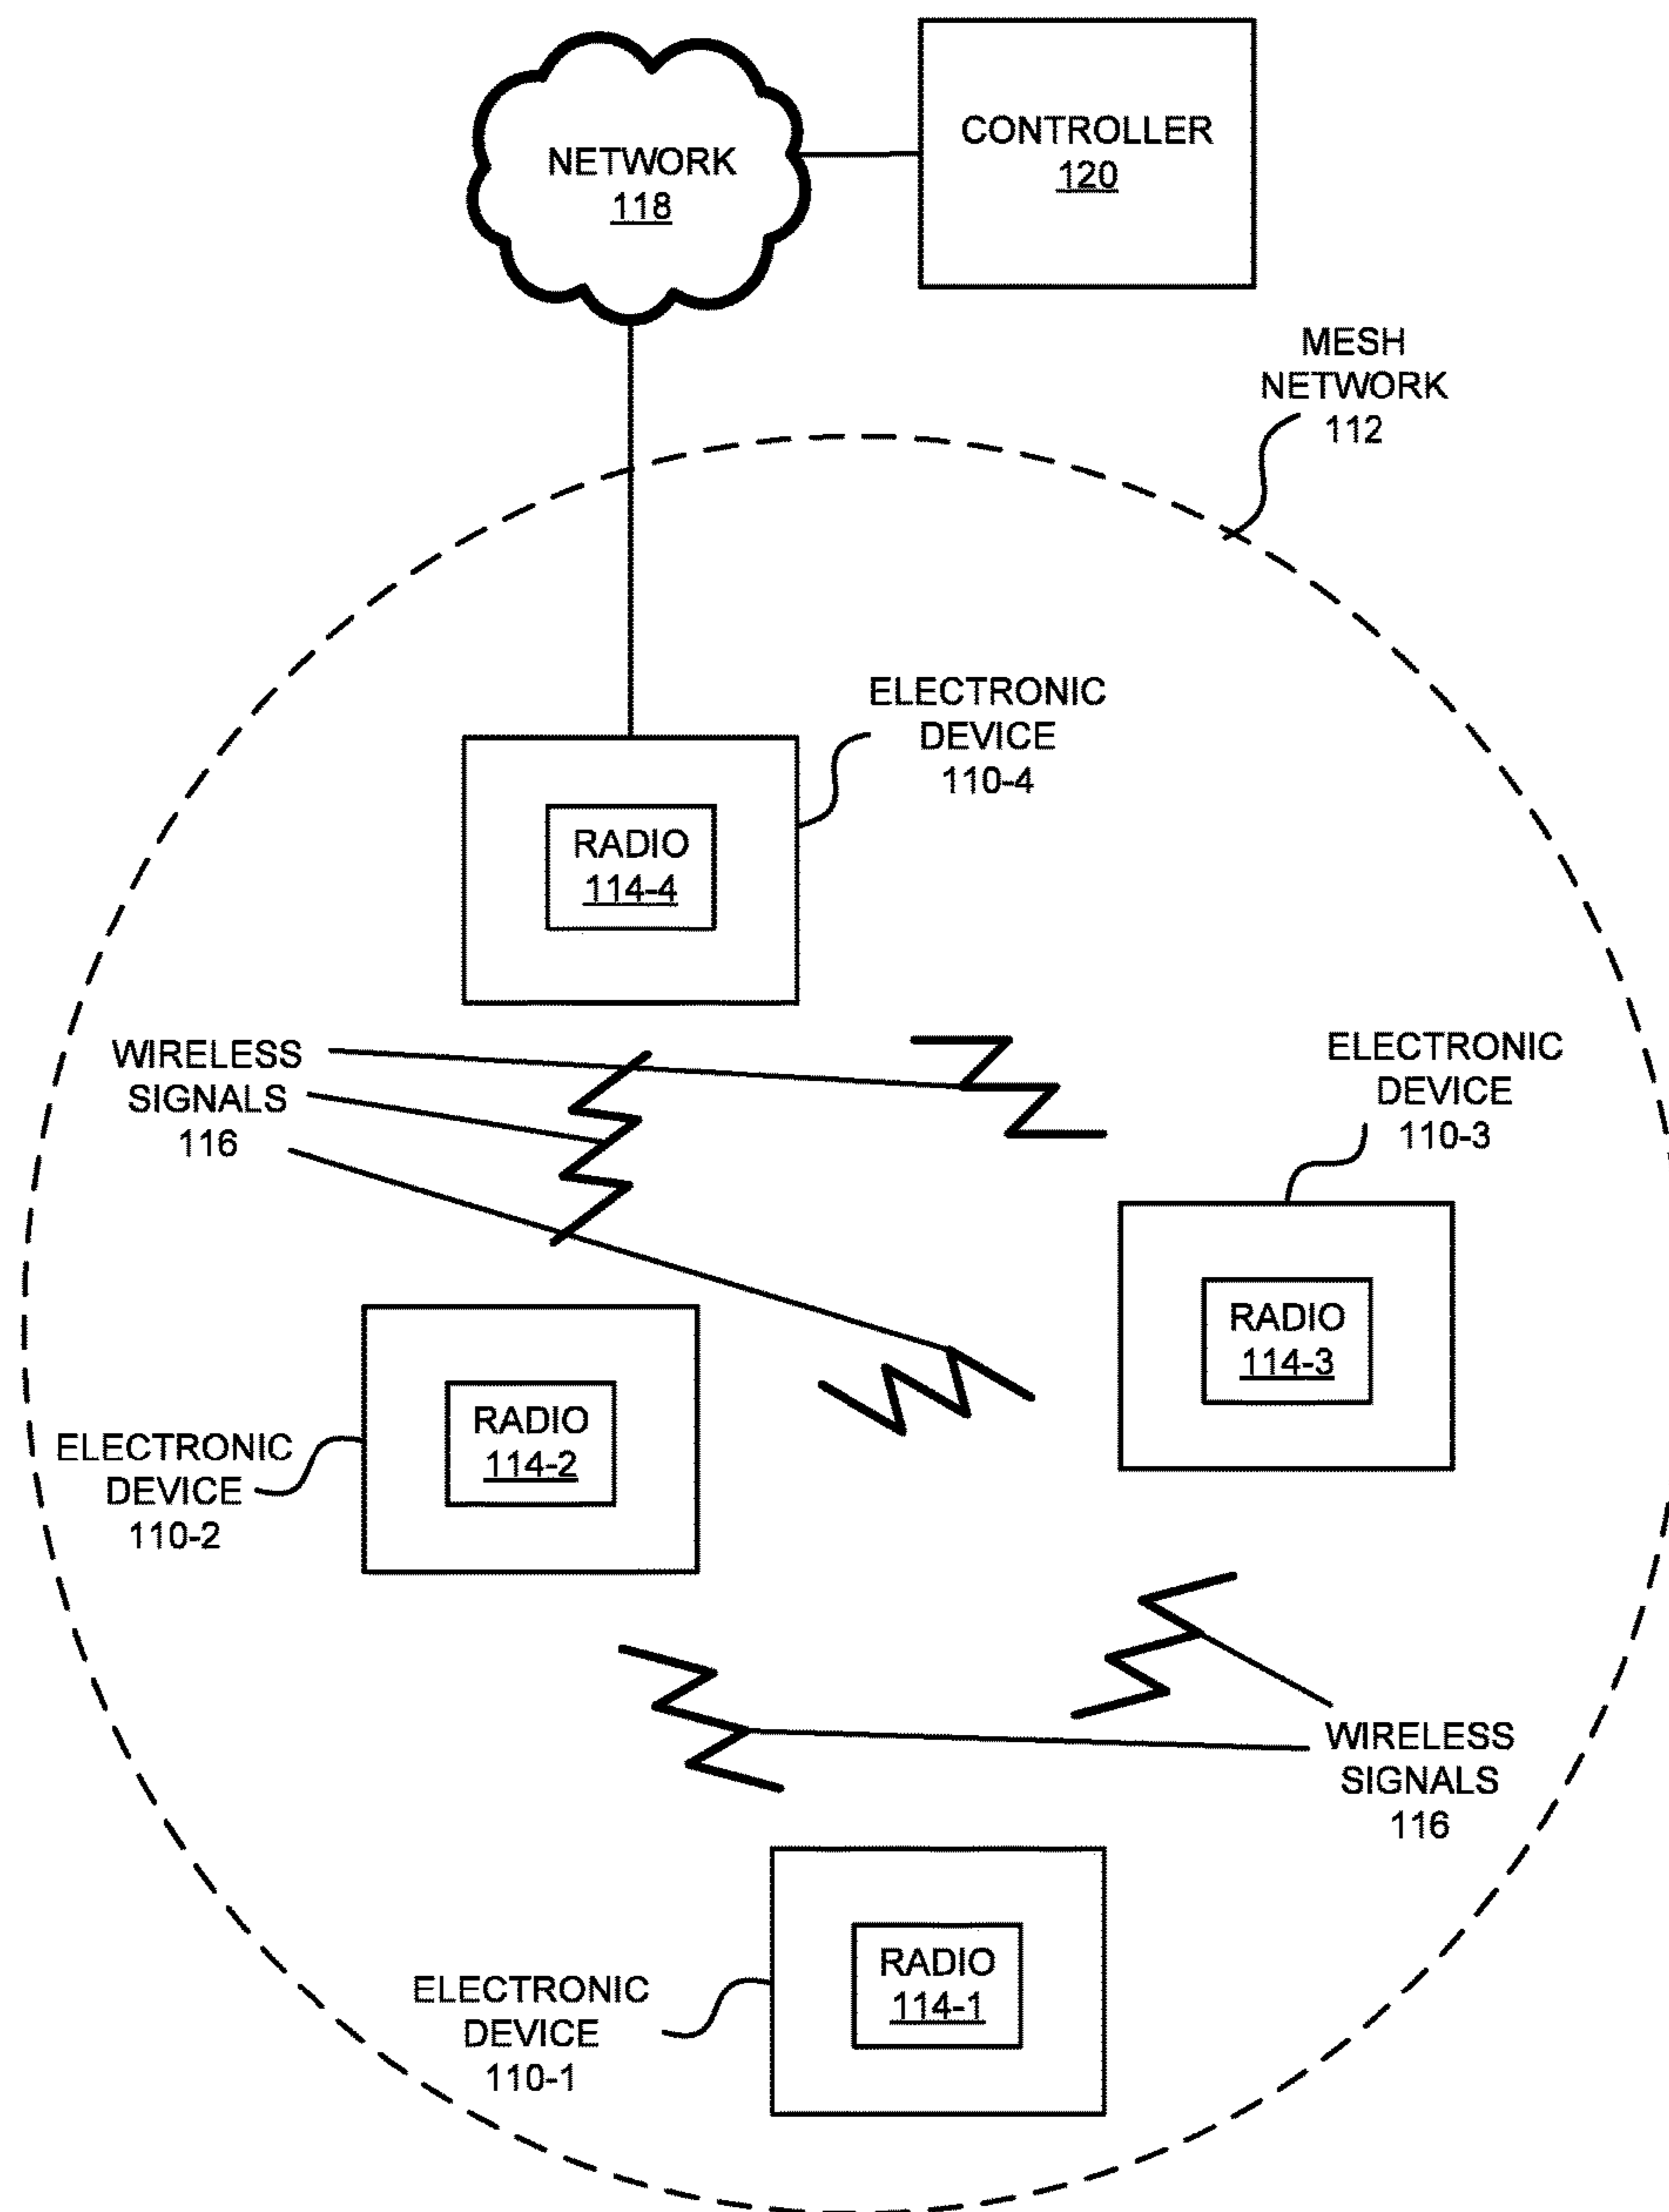 NETWORK
118
CONTROLLER
120
MESH
NETWORK
112
ELECTRONIC
DEVICE
110-4
RADIO
114-4
WIRELESS
SIGNALS
116
ELECTRONIC
DEVICE
110-3
RADIO
114-3
RADIO
114-2
ELECTRONIC
DEVICE
110-2
WIRELESS
SIGNALS
116
RADIO
114-1
ELECTRONIC
DEVICE
110-1